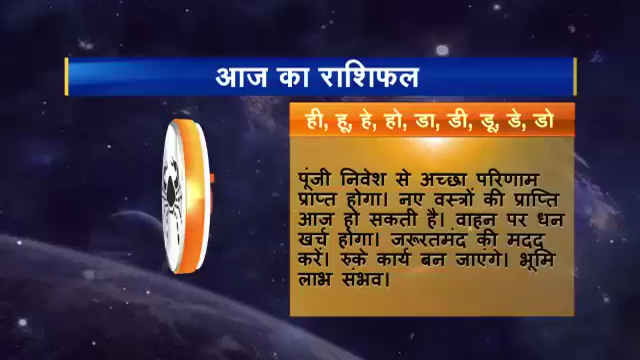 आज का राशिफल
ही, हू, हे, हो, डा, डी, डू, डे, डो
पूंजी निवेश से अच्छा परिणाम
प्राप्त होगा। नए वस्त्रों की प्राप्ति
आज हो सकती है। वाहन पर धन
खर्च होगा। जरूरतमंद की मदद
करें। रुके कार्य बन जाएंगे। भूमि
लाभ संभव।